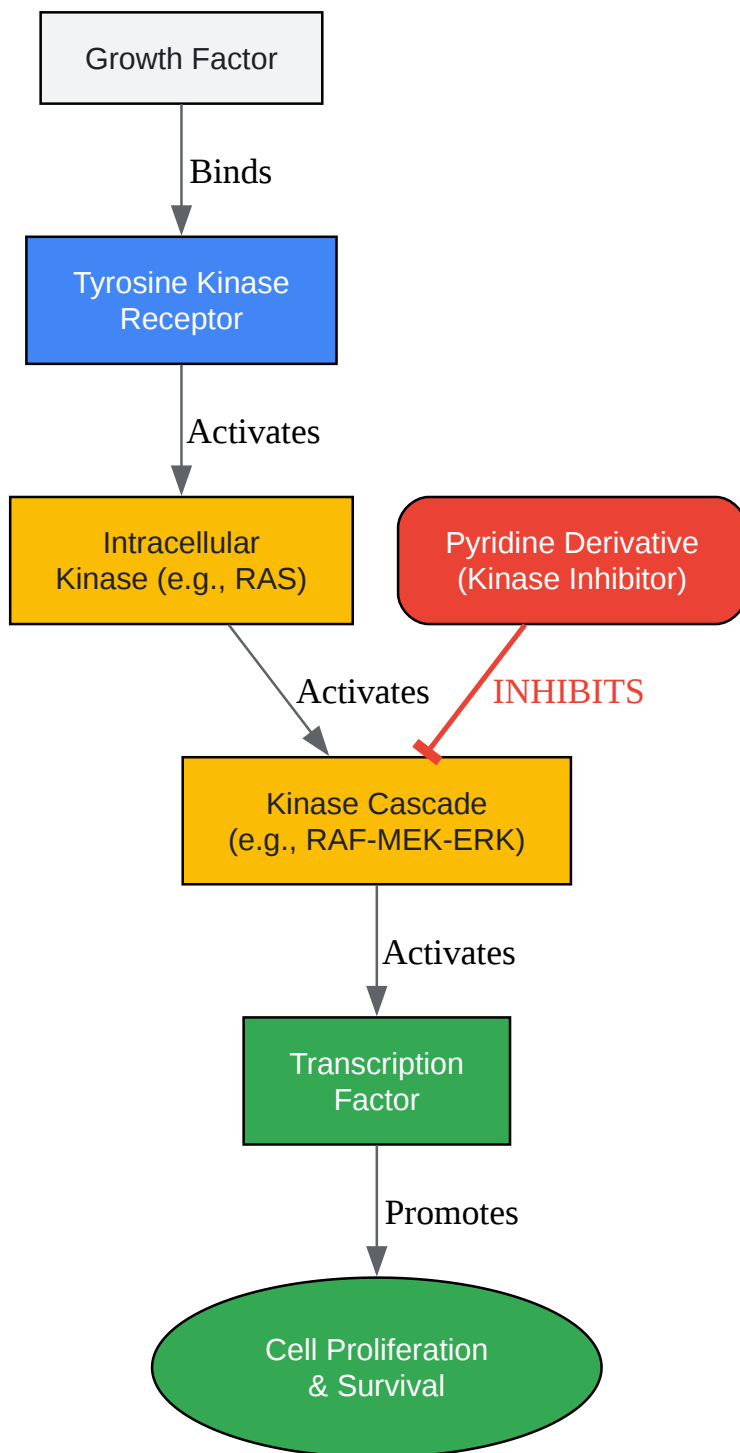 Growth Factor
Binds
Tyrosine Kinase
Receptor
Activates
Intracellular
Kinase (e.g., RAS)
Pyridine Derivative
(Kinase Inhibitor)
Activates
INHIBITS
Kinase Cascade
(e.g., RAF-MEK-ERK)
Activates
Transcription
Factor
Promotes
Cell Proliferation
& Survival